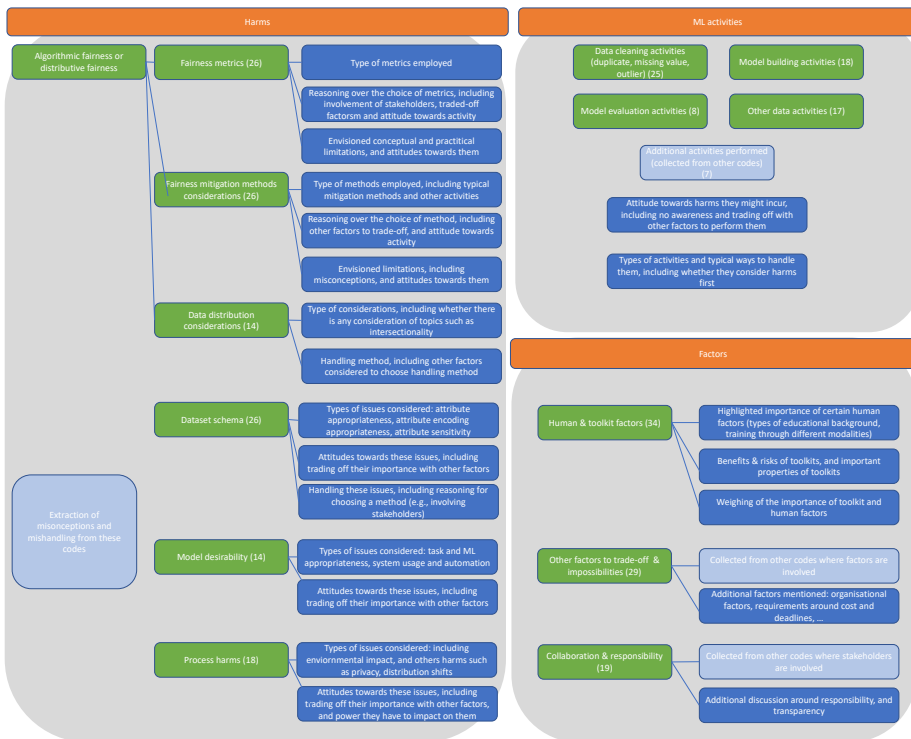 Harms
Algorithmic fairness or
distributive fairness
Fairness metrics (26)
Type of metrics employed
Reasoning over the choice of metrics, including
involvement of stakeholders, traded-off
factorsm and attitude towards activity
Envisioned conceptual and practitical
limitations, and attitudes towards them
Fairness mitigation methods
considerations (26)
Type of methods employed, including typical
mitigation methods and other activities
Reasoning over the choice of method, including
other factors to trade-off, and attitude towards
activity
Envisioned limitations, including
misconceptions, and attitudes towards them
Data distribution
considerations (14)
Type of considerations, including whether there
is any consideration of topics such as
intersectionality
Handling method, including other factors
considered to choose handling method
Dataset schema (26)
Types of issues considered: attribute
appropriateness, attribute encoding
appropriateness, attribute sensitivity
Attitudes towards these issues, including
trading off their importance with other factors
Handling these issues, including reasoning for
choosing a method (e.g., involving
stakeholders)
Extraction of
misconceptions and
mishandling from these
codes
Model desirability (14)
Types of issues considered: task and ML
appropriateness, system usage and automation
Attitudes towards these issues, including
trading off their importance with other factors
Process harms (18)
Types of issues considered: including
enviornmental impact, and others harms such
as privacy, distribution shifts
Attitudes towards these issues, including
trading off their importance with other factors,
and power they have to impact on them
ML activities
Data cleaning activities
(duplicate, missing value,
outlier) (25)
Model building activities (18)
Model evaluation activities (8)
Other data activities (17)
Additional activities performed
(collected from other codes)
(7)
Attitude towards harms they might incur,
including no awareness and trading off with
other factors to perform them
Types of activities and typical ways to handle
them, including whether they consider harms
first
Factors
Human & toolkit factors (34)
Highlighted importance of certain human
factors (types of educational background,
training through different modalities)
Benefits & risks of toolkits, and important
properties of toolkits
Weighing of the importance of toolkit and
human factors
Other factors to trade-off &
impossibilities (29)
Collected from other codes where factors are
involved
Additional factors mentioned: organisational
factors, requirements around cost and
deadlines, ...
Collaboration & responsibility
(19)
Collected from other codes where stakeholders
are involved
Additional discussion around responsibility, and
transparency